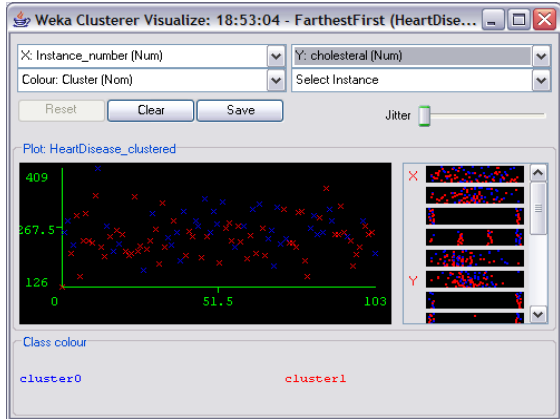 Weka Clusterer Visualize: 18:53:04 - FarthestFirst (HeartDise...
X: Instance_number (Num)
Y: cholesteral (Num)
Colour: Cluster (Nom)
Select Instance
Reset
Clear
Save
Jitter
Plot: HeartDisease_clustered
409
267.5
126
0
51.5
103
X
Y
Class colour
cluster0
cluster1